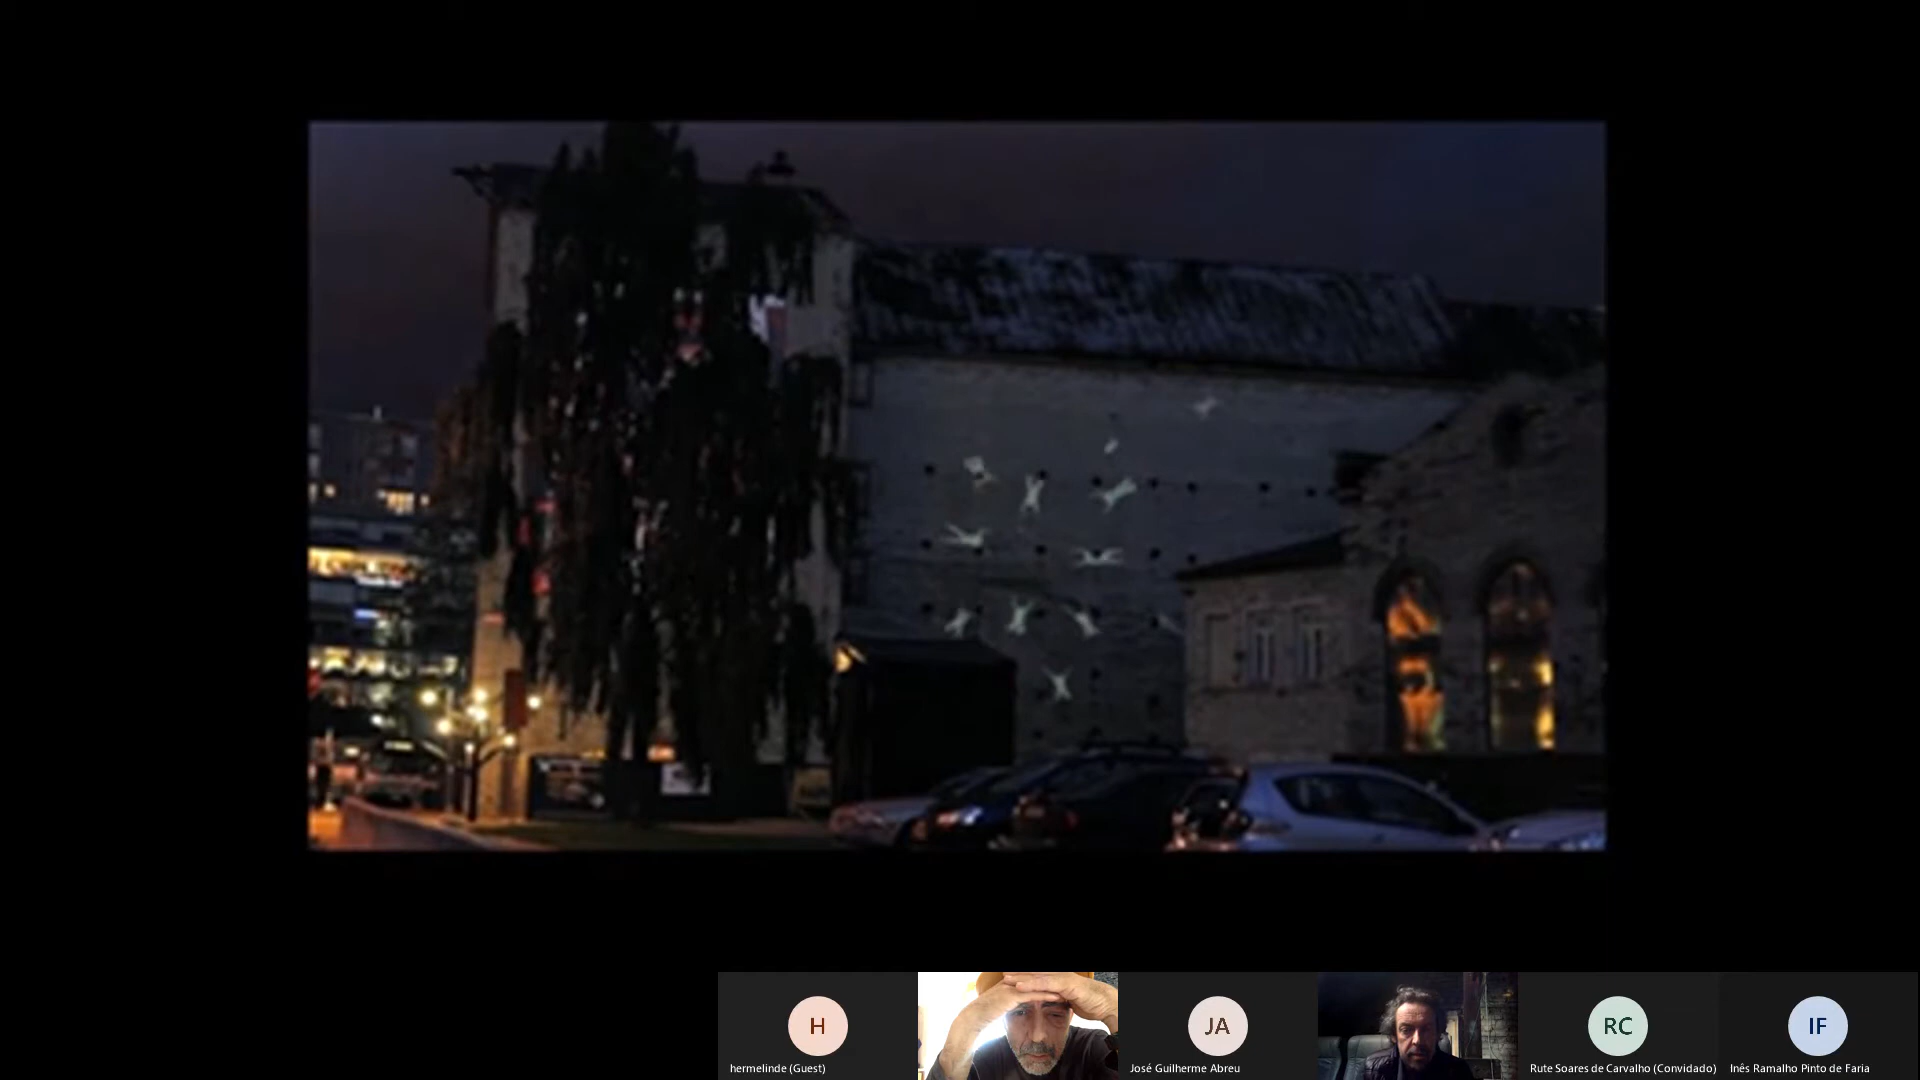 H
hermelinde (Guest)
JA
José Guilherme Abreu
RC
Rute Soares de Carvalho (Convidado)
IF
Inês Ramalho Pinto de Faria